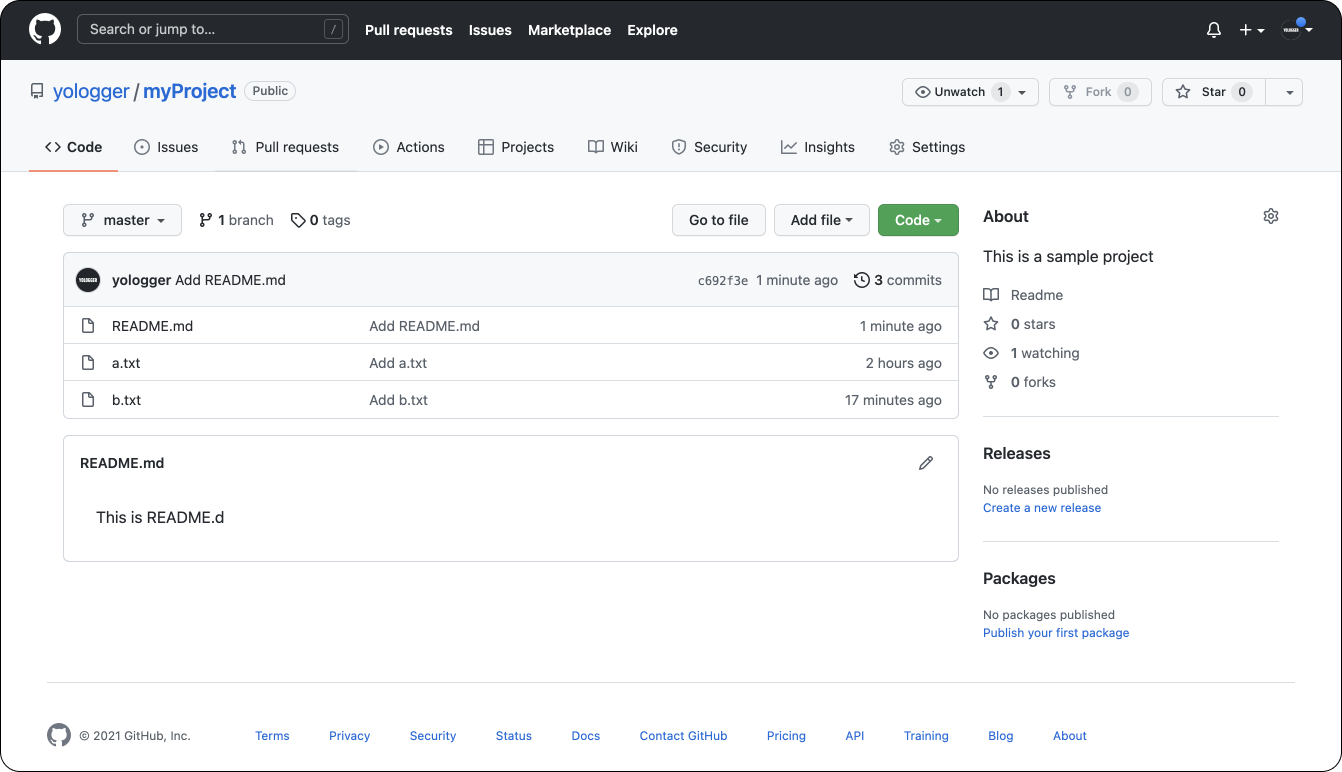 Search or jump to... / Pull requests Issues Marketplace Explore
yologger / myProject Public Unwatch 1 Fork 0 Star 0
Code Issues Pull requests Actions Projects Wiki Security Insights Settings
master 1 branch 0 tags Go to file Add file Code
yologger Add README.md c692f3e 1 minute ago 3 commits
README.md Add README.md 1 minute ago
a.txt Add a.txt 2 hours ago
b.txt Add b.txt 17 minutes ago
README.md
This is README.d
About
This is a sample project
Readme
0 stars
1 watching
0 forks
Releases
No releases published
Create a new release
Packages
No packages published
Publish your first package
© 2021 GitHub, Inc. Terms Privacy Security Status Docs Contact GitHub Pricing API Training Blog About